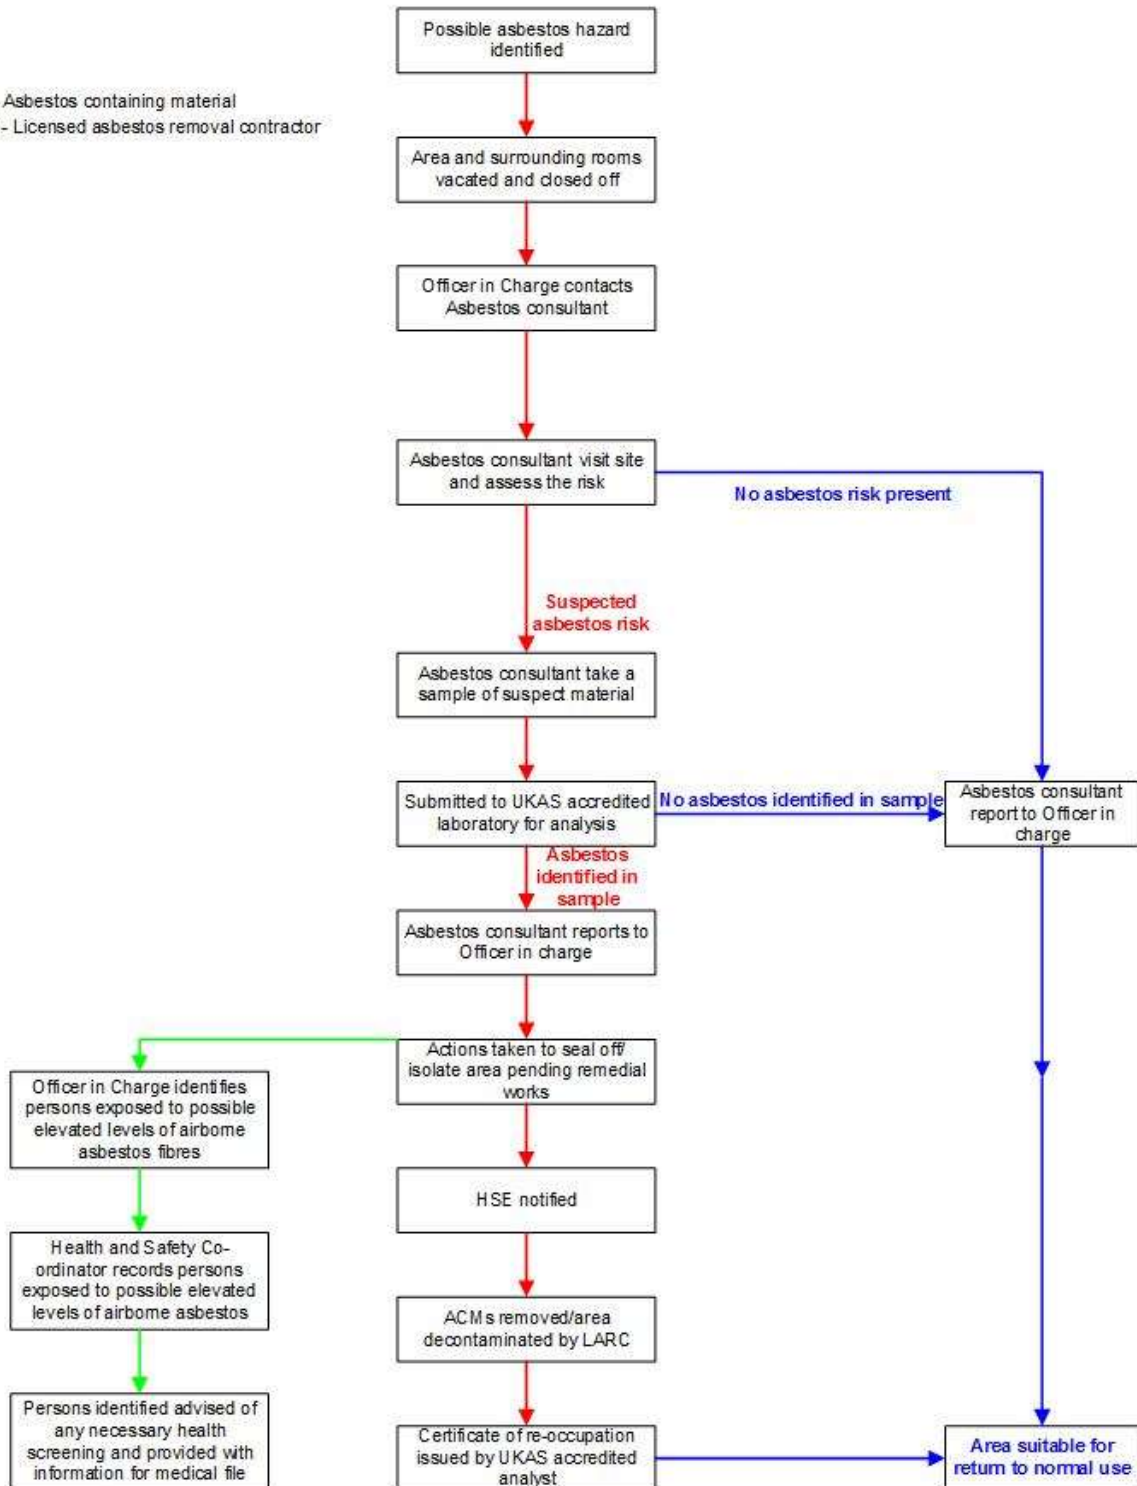 Possible asbestos hazard
identified
Asbestos containing material
- Licensed asbestos removal contractor
Area and surrounding rooms
vacated and closed off
Officer in Charge contacts
Asbestos consultant
Asbestos consultant visit site
and assess the risk
No asbestos risk present
Suspected
asbestos risk
Asbestos consultant take a
sample of suspect material
Submitted to UKAS accredited
laboratory for analysis
No asbestos identified in sample
Asbestos consultant
report to Officer in
charge
Asbestos
identified in
sample
Asbestos consultant reports to
Officer in charge
Actions taken to seal off/
isolate area pending remedial
works
Officer in Charge identifies
persons exposed to possible
elevated levels of airborne
asbestos fibres
HSE notified
Health and Safety Co-
ordinator records persons
exposed to possible elevated
levels of airborne asbestos
ACMs removed/area
decontaminated by LARC
Persons identified advised of
any necessary health
screening and provided with
information for medical file
Certificate of re-occupation
issued by UKAS accredited
analyst
Area suitable for
return to normal use